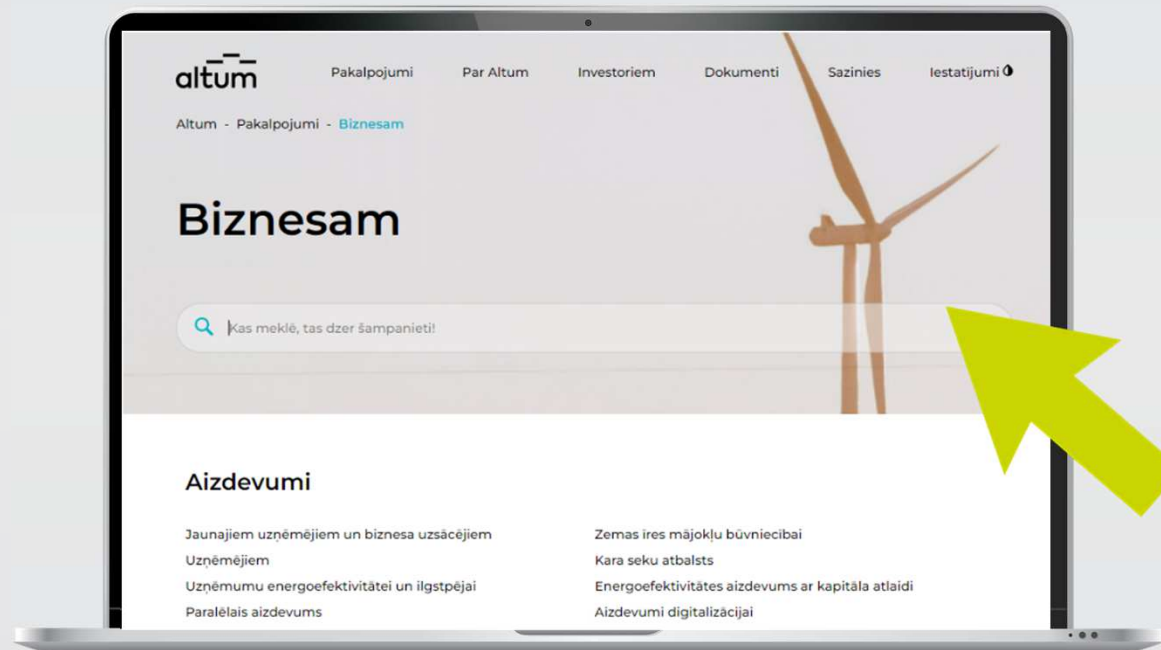 altum
Pakalpojumi
Par Altum
Investoriem
Dokumenti
Sazinies
Iestatījumi
Altum - Pakalpojumi - Biznesam
Biznesam
Kas meklē, tas dzer šampanieti!
Aizdevumi
Jaunajiem uzņēmējiem un biznesa uzsācējiem
Uzņēmējiem
Uzņēmumu energoefektivitātei un ilgstpējai
Paralēlais aizdevums
Zemas īres mājokļu būvniecībai
Kara seku atbalsts
Energoefektivitātes aizdevums ar kapitāla atlaidi
Aizdevumi digitalizācijai